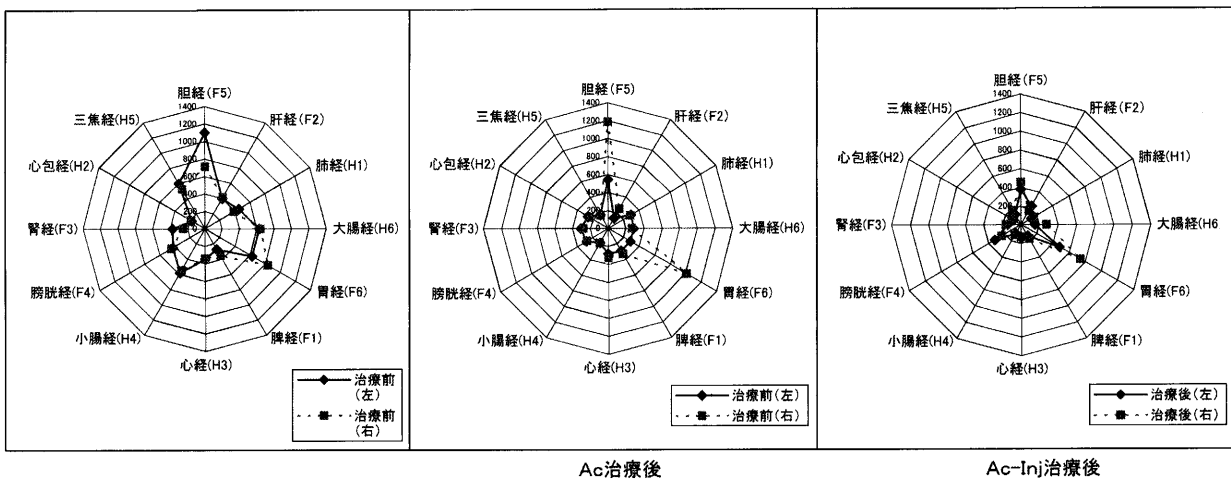 胆経(F5)
肝経(F2)
肺経(H1)
大腸経(H6)
胃経(F6)
脾経(F1)
心経(H3)
小腸経(H4)
膀胱経(F4)
腎経(F3)
心包経(H2)
三焦経(H5)
1400
1200
1000
800
600
400
200
0
治療前
(左)
治療前
(右)
胆経(F5)
肝経(F2)
肺経(H1)
大腸経(H6)
胃経(F6)
脾経(F1)
心経(H3)
小腸経(H4)
膀胱経(F4)
腎経(F3)
心包経(H2)
三焦経(H5)
1400
1200
1000
800
600
400
200
0
治療前(左)
治療前(右)
Ac治療後
胆経(F5)
肝経(F2)
肺経(H1)
大腸経(H6
胃経(F6)
脾経(F1)
心経(H3)
小腸経(H4)
膀胱経(F4)
腎経(F3)
心包経(H2)
三焦経(H5)
1400
1200
1000
800
600
400
200
0
治療後(左)
治療後(右)
Ac-Inj治療後